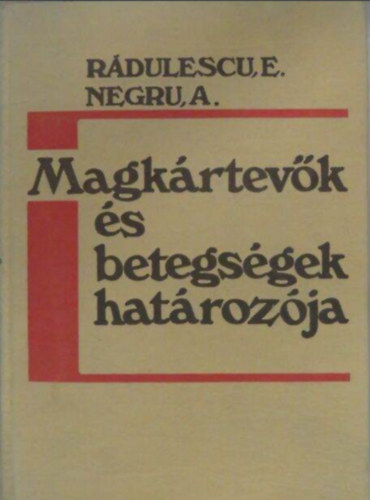 RÁDULESCU, E.
NEGRU, A.
Magkártevők
és
betegségek
határozója